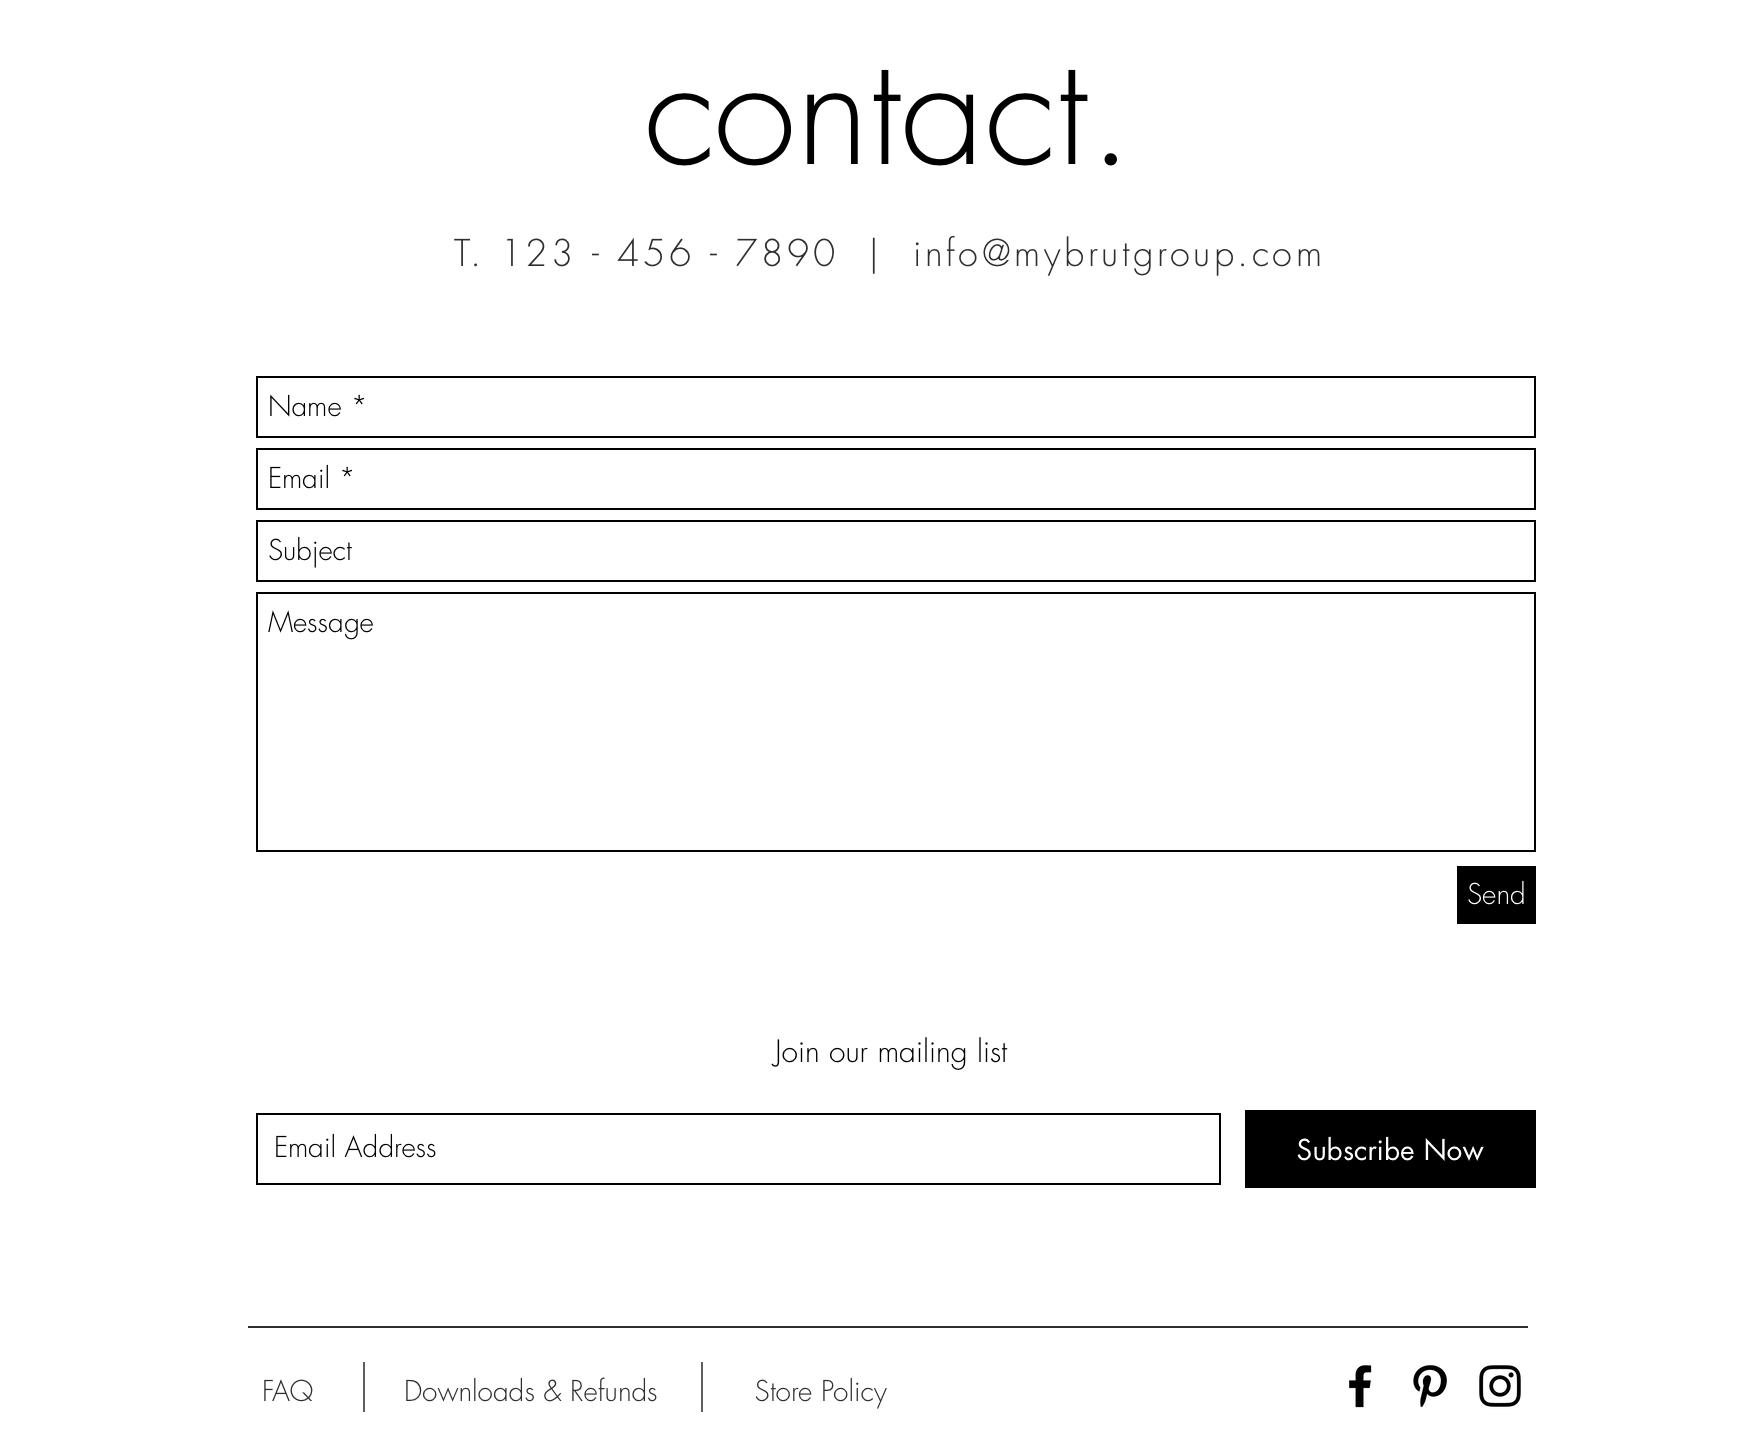 contact.
T. 123 - 456 - 7890 | info@mybrutgroup.com
Name *
Email *
Subject
Message
Send
Join our mailing list
Email Address
Subscribe Now
FAQ
Downloads & Refunds
Store Policy